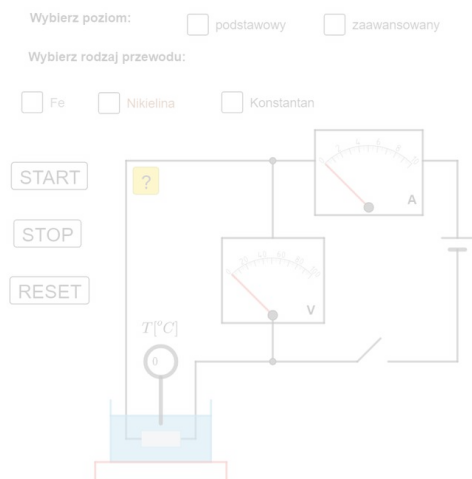 Wybierz poziom:
podstawowy
zaawansowany
Wybierz rodzaj przewodu:
Fe
Nikielina
Konstantan
START
?
A
STOP
V
RESET
T[°C]
0